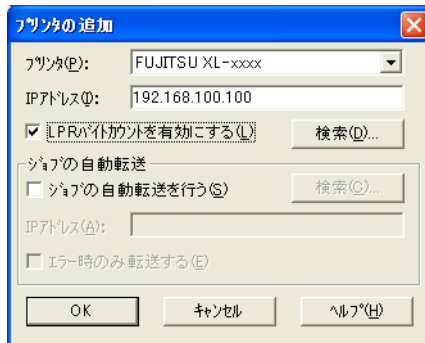 プリンタの追加
プリンタ(P): FUJITSU XL-xxxx
IPアドレス(I): 192.168.100.100
LPRバイトカウントを有効にする(L) 検索(D)...
ジョブの自動転送
ジョブの自動転送を行う(S) 検索(C)...
IPアドレス(A):
エラー時のみ転送する(E)
OK キャンセル ヘルプ(H)